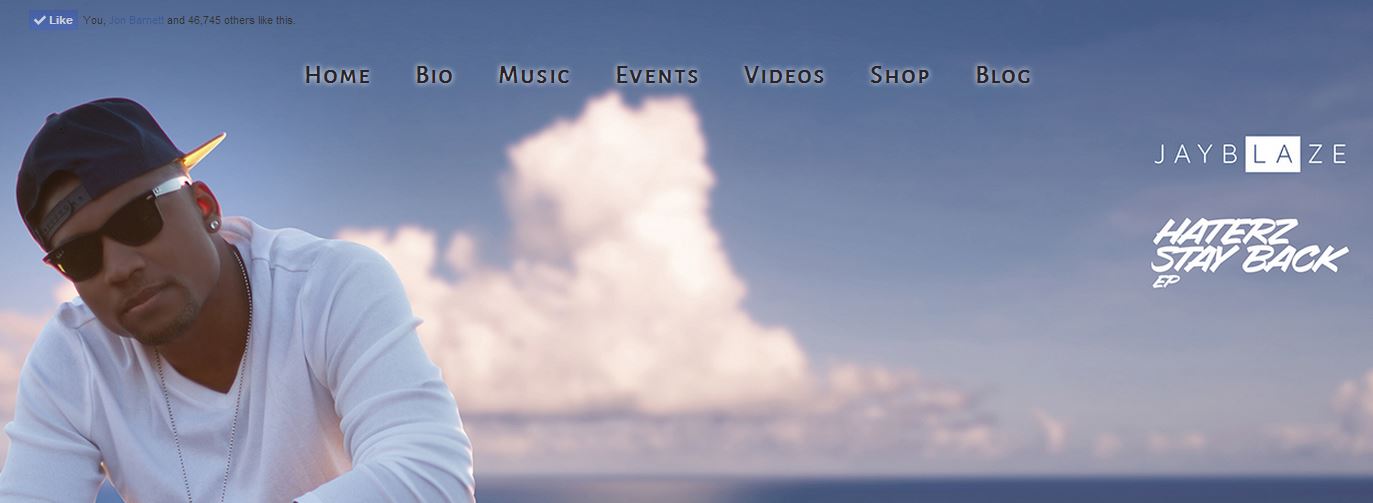 Like You, Jon Barnett and 46,745 others like this.
Home Bio Music Events Videos Shop Blog
JAYBLAZE
HATERZ
STAY BACK
EP